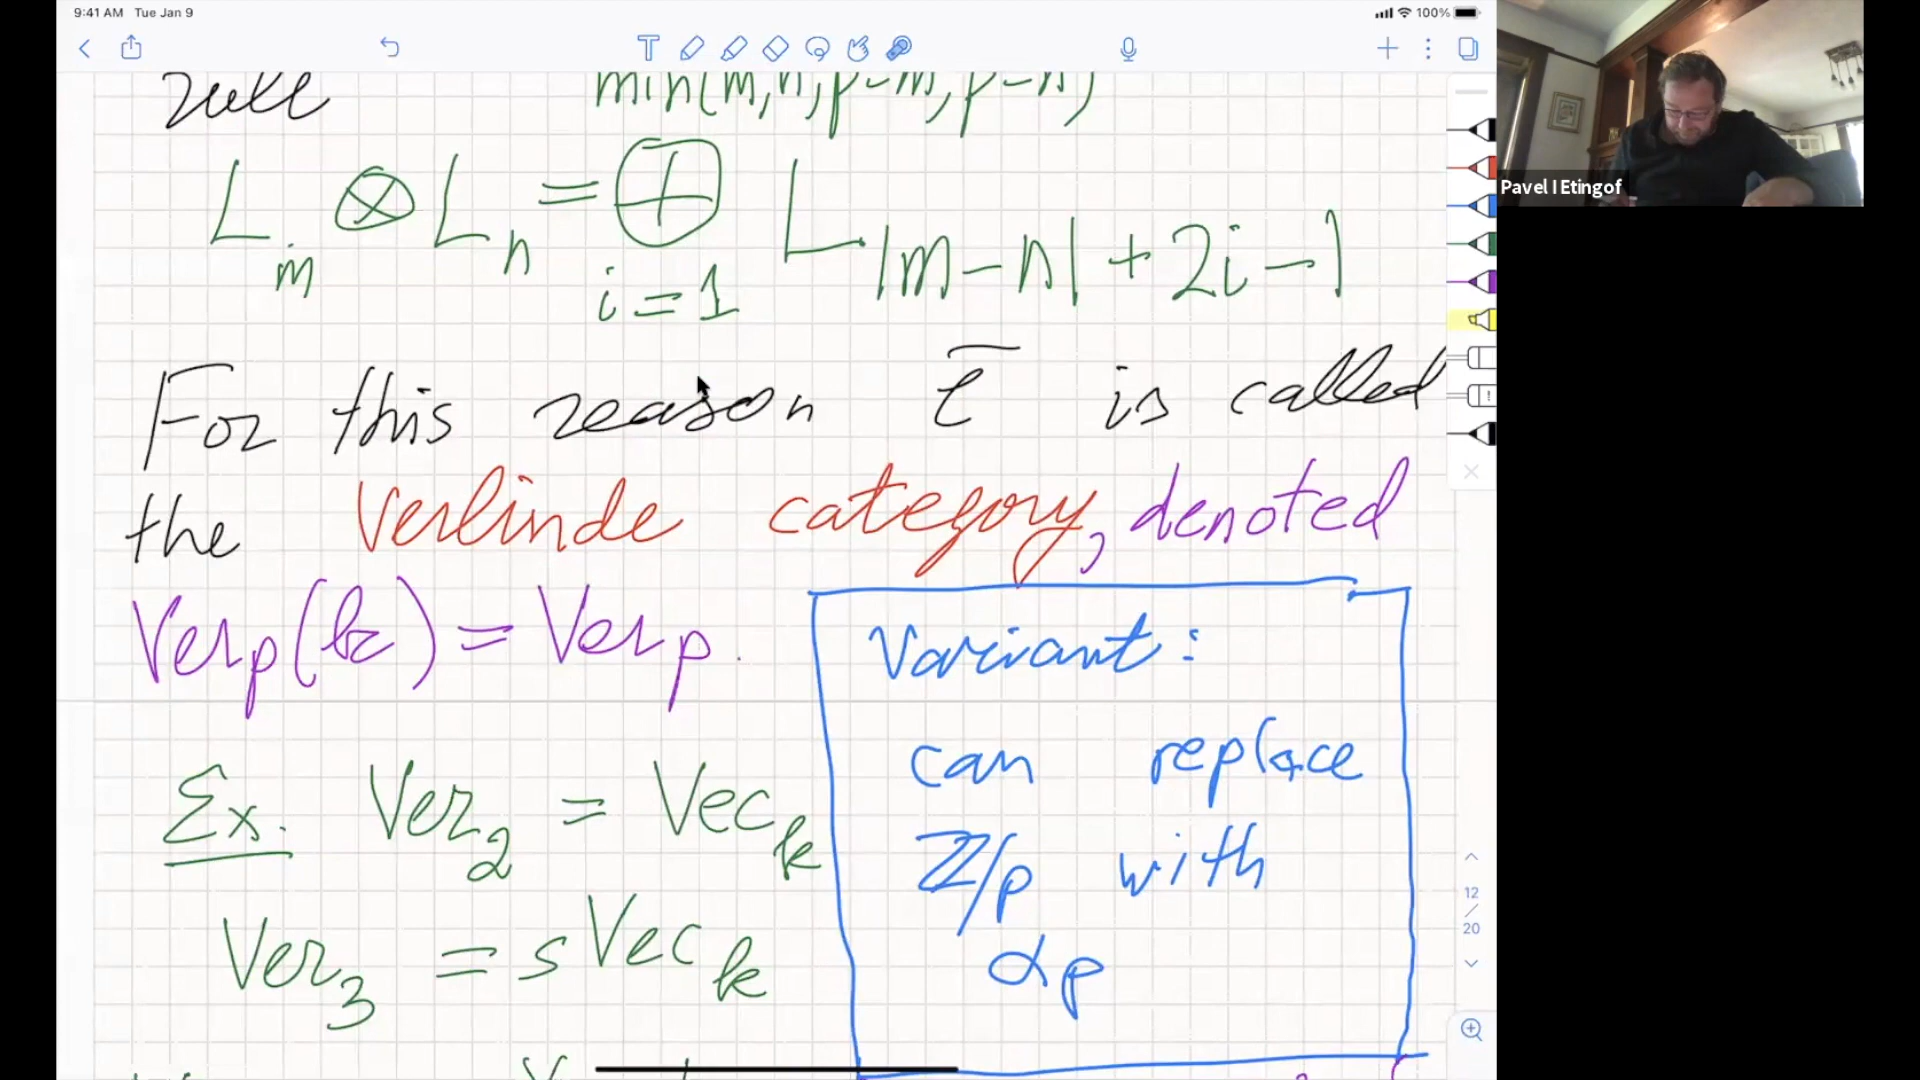 9:41 AM Tue Jan 9
100%
rule
min(m, n, p-m, p-n)
L_m ⊗ L_n = ⊕ L_{|m-n|+2i-1}
i=1
For this reason \overline{C} is called
the Verlinde category, denoted
Ver_p(k) = Ver_p.
Variant:
can replace
Z/p with
α_p
Ex. Ver_2 = Vec_k
Ver_3 = sVec_k
12
/
20
Pavel I Etingof